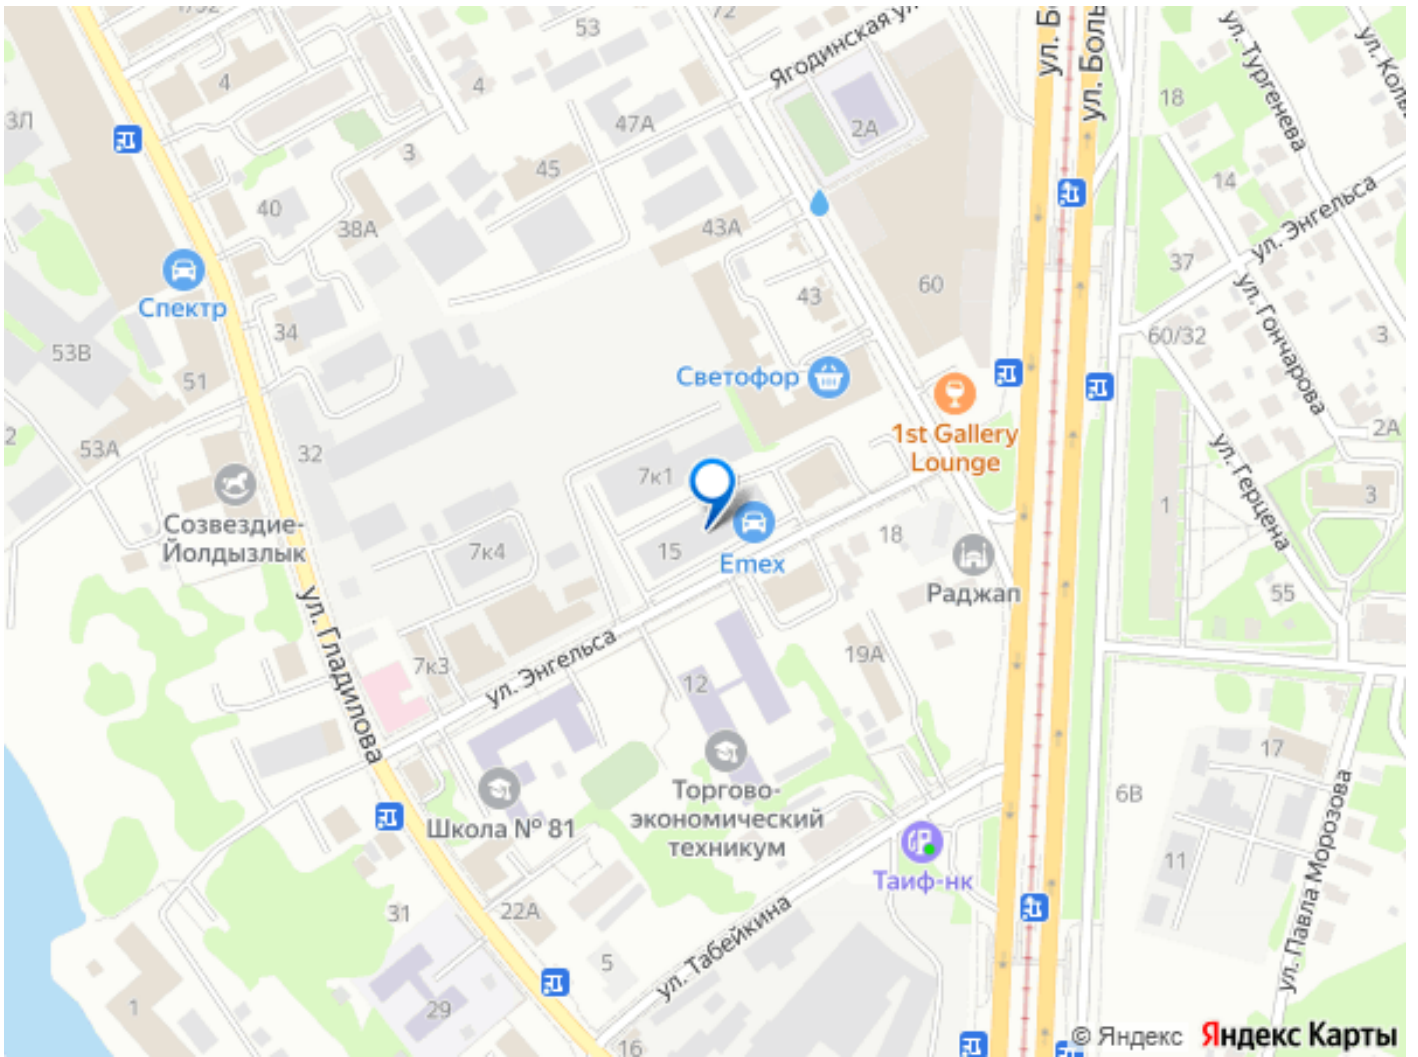 1/32
53
72
Ягодинская ул.
ул. Б
ул. Боль
ул. Тургенева
ул. Коль
3Л
4
4
47А
2А
18
3
45
14
40
38А
43А
ул. Энгельса
37
Спектр
43
60
ул. Гончарова
34
60/32
3
53В
51
Светофор
1st Gallery
Lounge
2А
2
53А
32
7к1
ул. Герцена
3
1
Созвездие-
Йолдызлык
7к4
15
Emex
18
Раджап
55
ул. Гладилова
7к3
ул. Энгельса
12
19А
Школа № 81
Торгово-
экономический
техникум
17
6В
Таиф-нк
11
ул. Павла Морозова
31
22А
ул. Табейкина
5
29
1
16
© Яндекс
Яндекс Карты